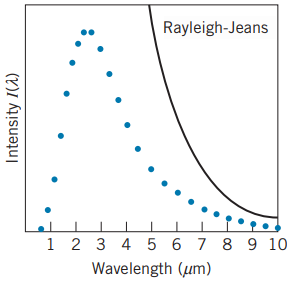 Rayleigh-Jeans
Intensity I(λ)
1 2 3 4 5 6 7 8 9 10
Wavelength (μm)